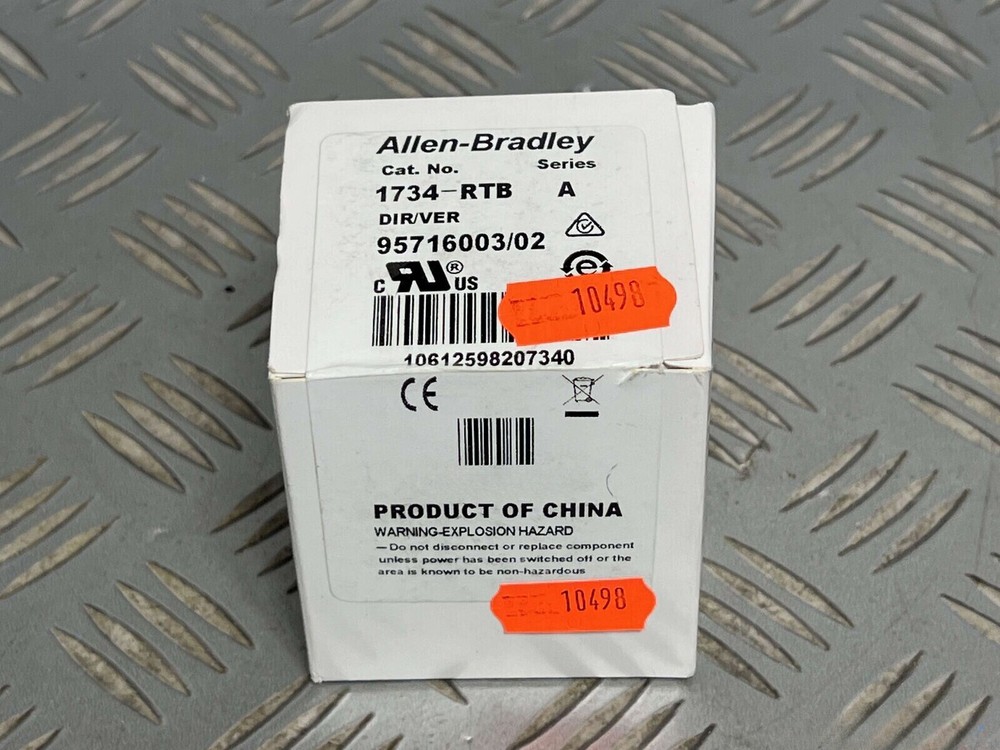 Allen-Bradley
Cat. No. Series
1734-RTB A
DIR/VER
95716003/02
c RU ® US
10498
10612598207340
CE
PRODUCT OF CHINA
WARNING-EXPLOSION HAZARD
— Do not disconnect or replace component
unless power has been switched off or the
area is known to be non-hazardous
10498